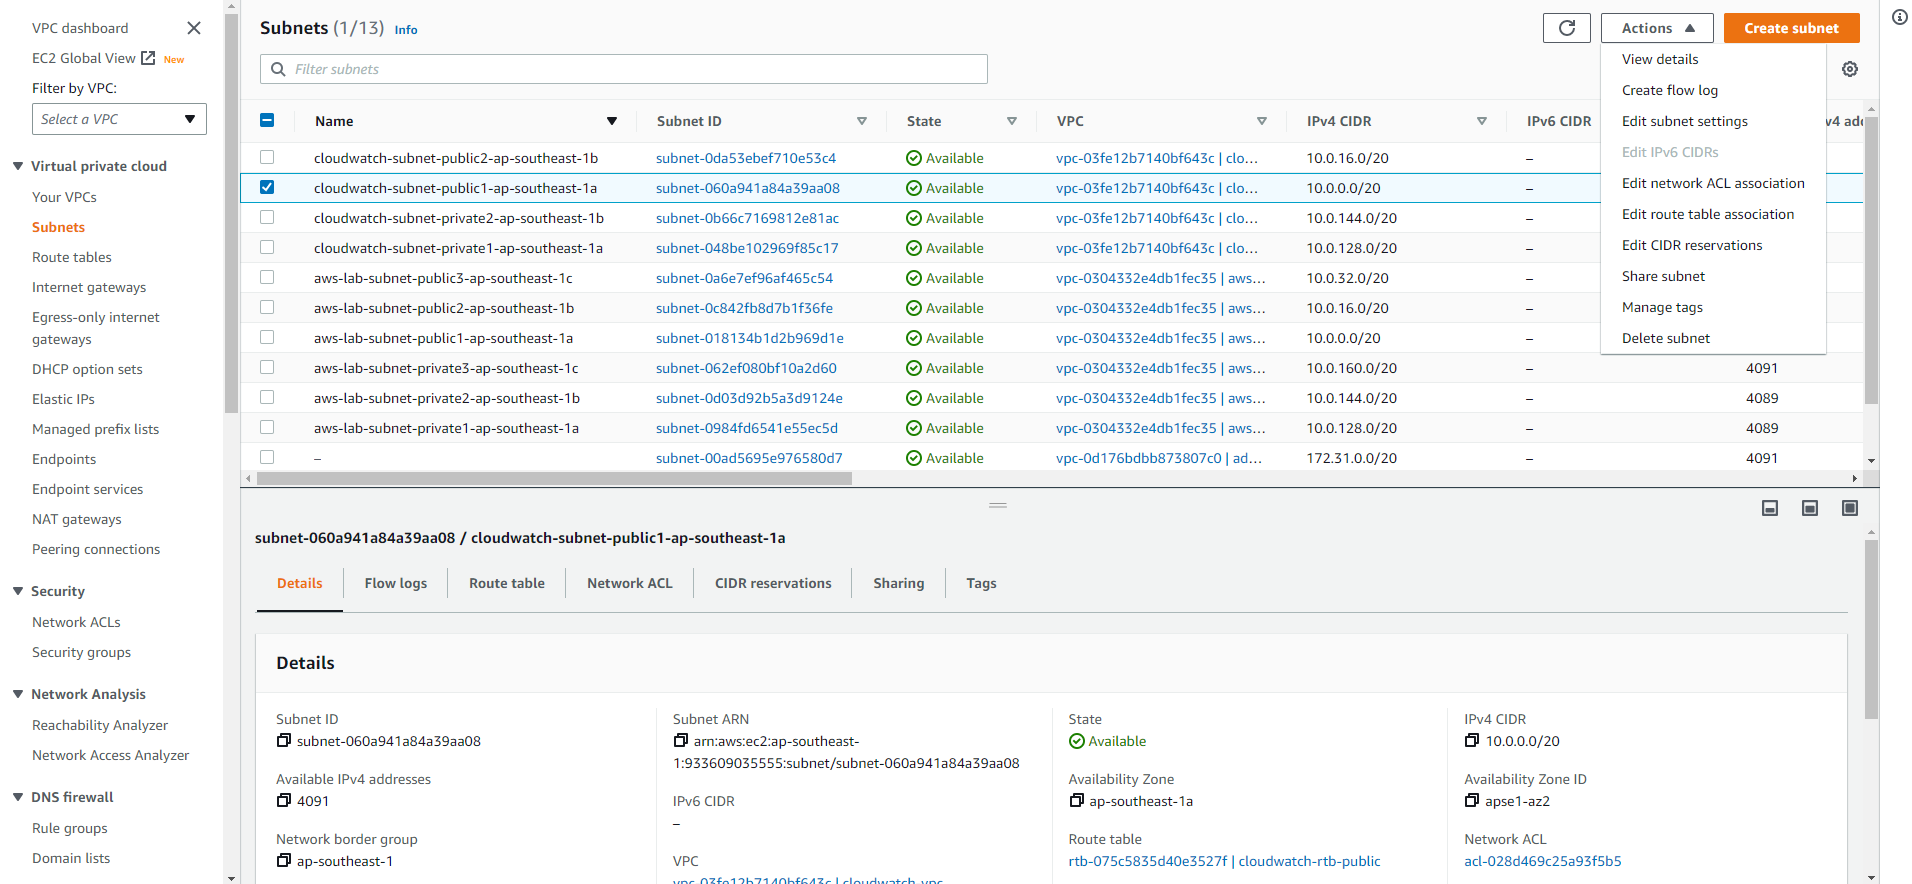 VPC dashboard
EC2 Global View New
Filter by VPC:
Select a VPC
Virtual private cloud
Your VPCs
Subnets
Route tables
Internet gateways
Egress-only internet
gateways
DHCP option sets
Elastic IPs
Managed prefix lists
Endpoints
Endpoint services
NAT gateways
Peering connections
Security
Network ACLs
Security groups
Network Analysis
Reachability Analyzer
Network Access Analyzer
DNS firewall
Rule groups
Domain lists
Subnets (1/13) Info
Actions
Create subnet
Filter subnets
View details
Create flow log
Edit subnet settings
Edit IPv6 CIDRs
Edit network ACL association
Edit route table association
Edit CIDR reservations
Share subnet
Manage tags
Delete subnet
Name Subnet ID State VPC IPv4 CIDR IPv6 CIDR
cloudwatch-subnet-public2-ap-southeast-1b subnet-0da53ebef710e53c4 Available vpc-03fe12b7140bf643c | clo... 10.0.16.0/20 –
cloudwatch-subnet-public1-ap-southeast-1a subnet-060a941a84a39aa08 Available vpc-03fe12b7140bf643c | clo... 10.0.0.0/20 –
cloudwatch-subnet-private2-ap-southeast-1b subnet-0b66c7169812e81ac Available vpc-03fe12b7140bf643c | clo... 10.0.144.0/20 –
cloudwatch-subnet-private1-ap-southeast-1a subnet-048be102969f85c17 Available vpc-03fe12b7140bf643c | clo... 10.0.128.0/20 –
aws-lab-subnet-public3-ap-southeast-1c subnet-0a6e7ef96af465c54 Available vpc-0304332e4db1fec35 | aws... 10.0.32.0/20 –
aws-lab-subnet-public2-ap-southeast-1b subnet-0c842fb8d7b1f36fe Available vpc-0304332e4db1fec35 | aws... 10.0.16.0/20 –
aws-lab-subnet-public1-ap-southeast-1a subnet-018134b1d2b969d1e Available vpc-0304332e4db1fec35 | aws... 10.0.0.0/20 –
aws-lab-subnet-private3-ap-southeast-1c subnet-062ef080bf10a2d60 Available vpc-0304332e4db1fec35 | aws... 10.0.160.0/20 – 4091
aws-lab-subnet-private2-ap-southeast-1b subnet-0d03d92b5a3d9124e Available vpc-0304332e4db1fec35 | aws... 10.0.144.0/20 – 4089
aws-lab-subnet-private1-ap-southeast-1a subnet-0984fd6541e55ec5d Available vpc-0304332e4db1fec35 | aws... 10.0.128.0/20 – 4089
– subnet-00ad5695e976580d7 Available vpc-0d176bdbb873807c0 | ad... 172.31.0.0/20 – 4091
subnet-060a941a84a39aa08 / cloudwatch-subnet-public1-ap-southeast-1a
Details Flow logs Route table Network ACL CIDR reservations Sharing Tags
Details
Subnet ID
subnet-060a941a84a39aa08
Available IPv4 addresses
4091
Network border group
ap-southeast-1
Subnet ARN
arn:aws:ec2:ap-southeast-
1:933609035555:subnet/subnet-060a941a84a39aa08
IPv6 CIDR
–
VPC
vpc-03fe12b7140bf643c | cloudwatch-vpc
State
Available
Availability Zone
ap-southeast-1a
Route table
rtb-075c5835d40e3527f | cloudwatch-rtb-public
IPv4 CIDR
10.0.0.0/20
Availability Zone ID
apse1-az2
Network ACL
acl-028d469c25a93f5b5